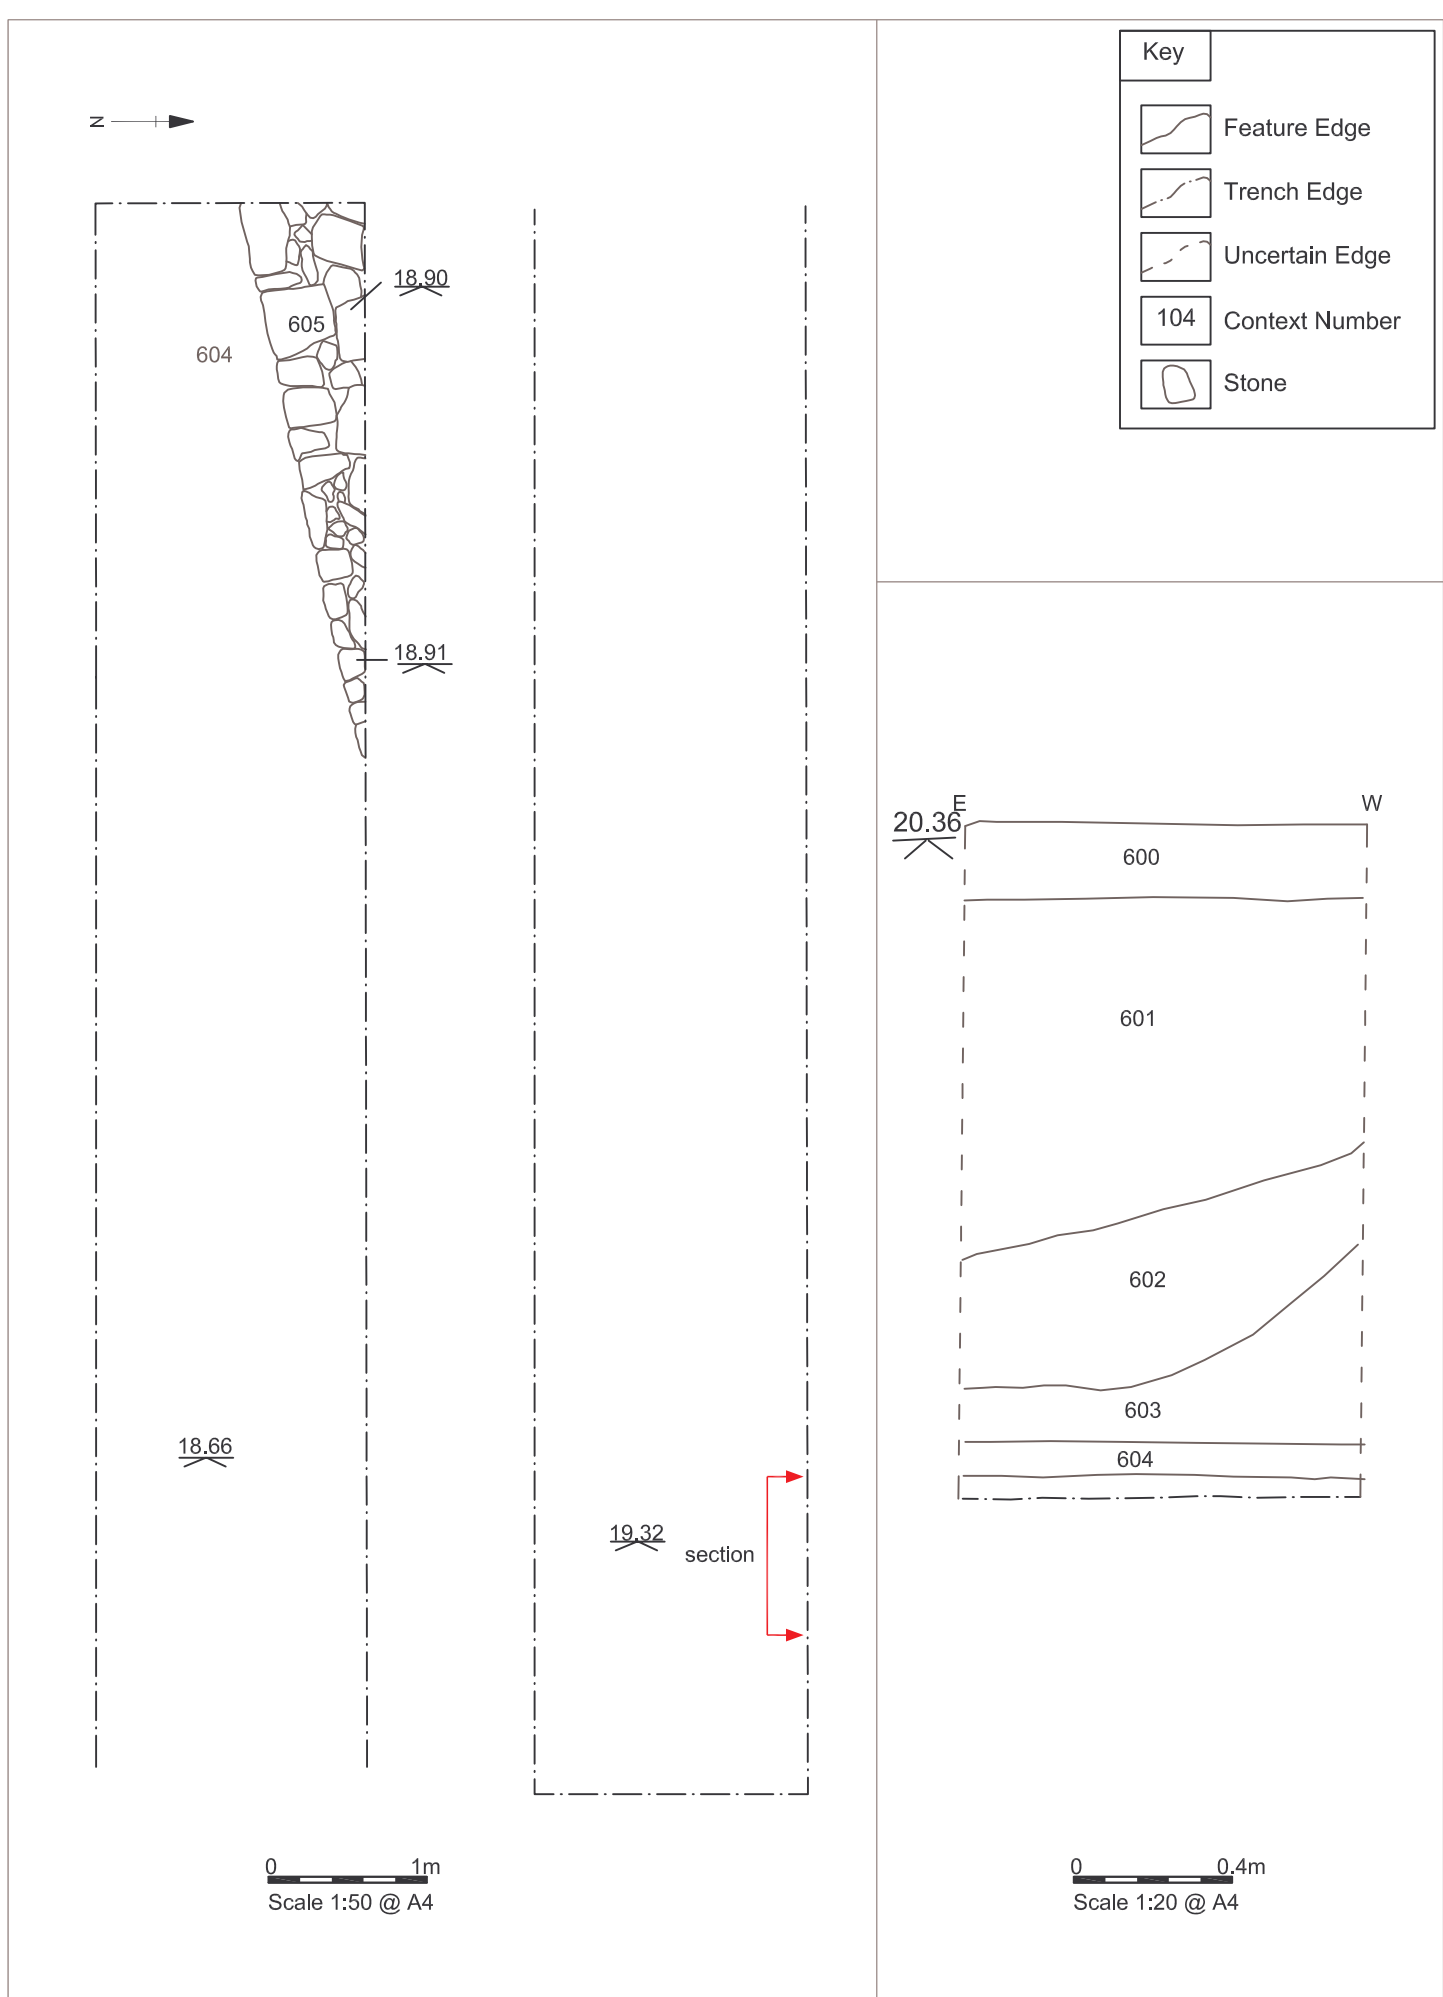 Key
Feature Edge
Trench Edge
Uncertain Edge
104 Context Number
Stone
N
18.90
605
604
18.91
18.66
19.32
section
0 1m
Scale 1:50 @ A4
E W
20.36
600
601
602
603
604
0 0.4m
Scale 1:20 @ A4